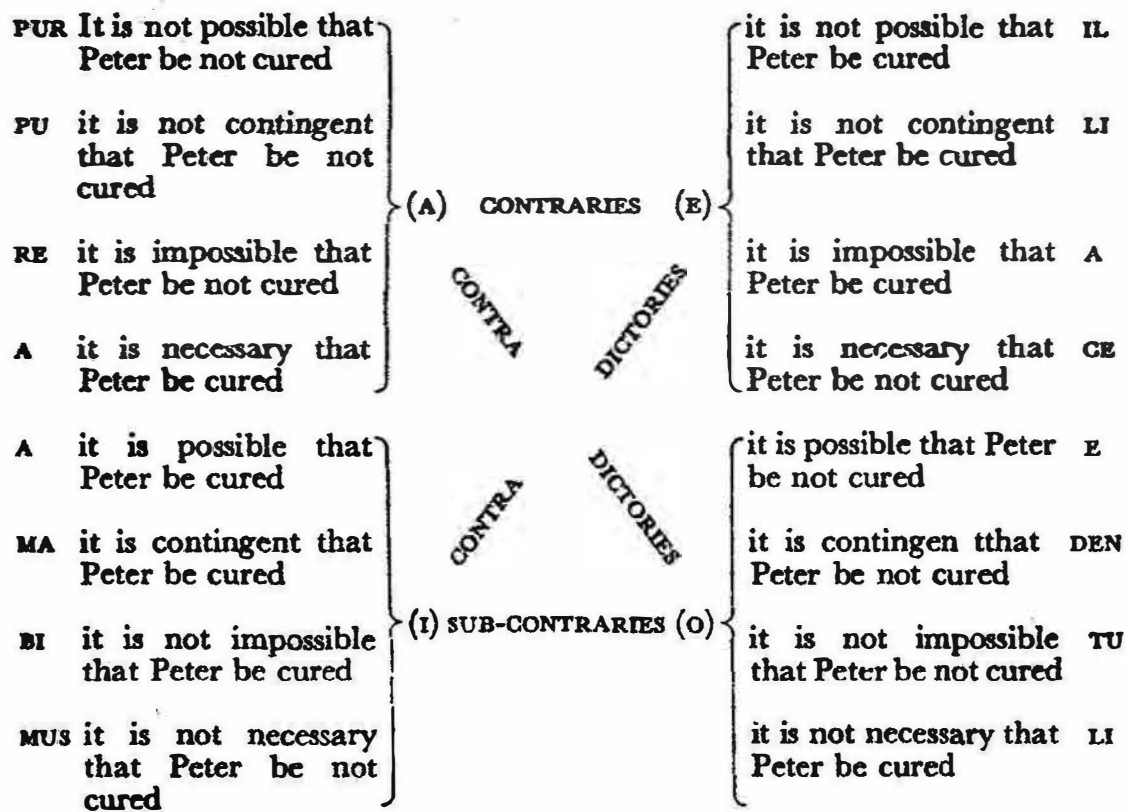 PUR It is not possible that
Peter be not cured
PU it is not contingent
that Peter be not
cured
RE it is impossible that
Peter be not cured
A it is necessary that
Peter be cured
A it is possible that
Peter be cured
MA it is contingent that
Peter be cured
BI it is not impossible
that Peter be cured
MUS it is not necessary
that Peter be not
cured
(A) CONTRARIES (E)
CONTRA DICTORIES
CONTRA DICTORIES
(I) SUB-CONTRARIES (O)
it is not possible that IL
Peter be cured
it is not contingent LI
that Peter be cured
it is impossible that A
Peter be cured
it is necessary that CE
Peter be not cured
it is possible that Peter E
be not cured
it is contingen tthat DEN
Peter be not cured
it is not impossible TU
that Peter be not cured
it is not necessary that LI
Peter be cured